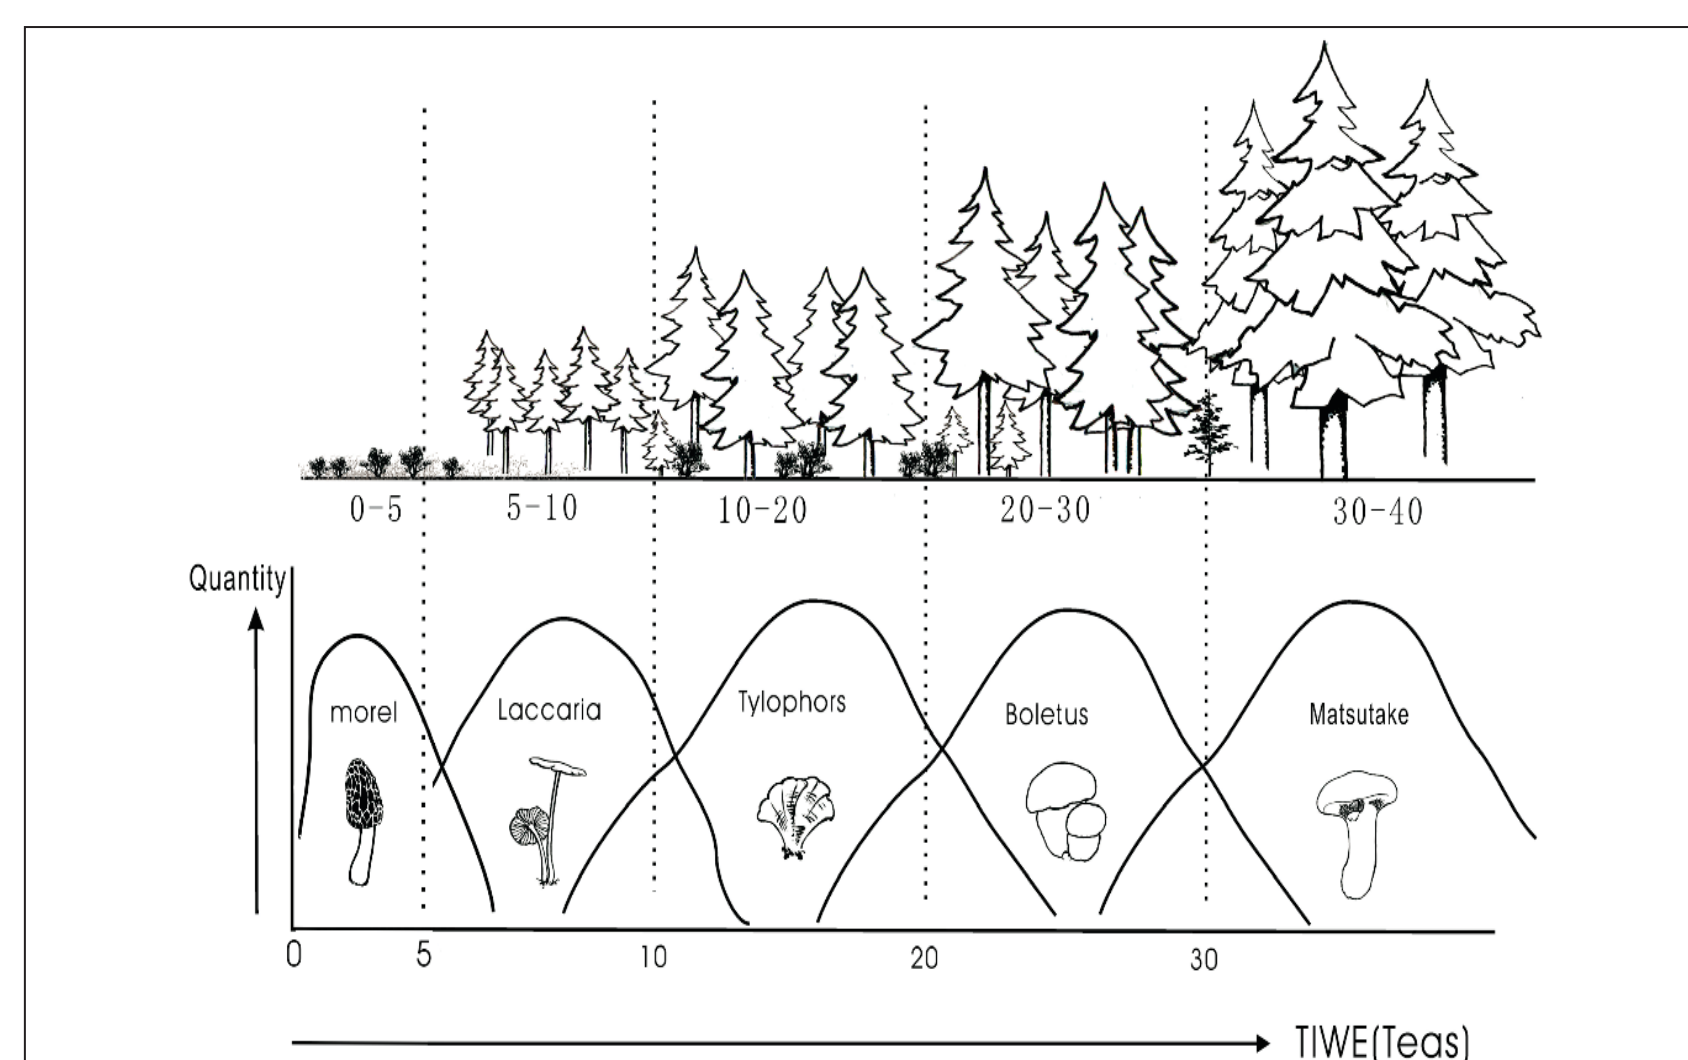 0-5 5-10 10-20 20-30 30-40
Quantity
morel Laccaria Tylophors Boletus Matsutake
0 5 10 20 30
TIWE(Teas)